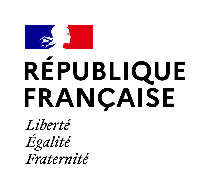 RÉPUBLIQUE
FRANÇAISE
Liberté
Égalité
Fraternité